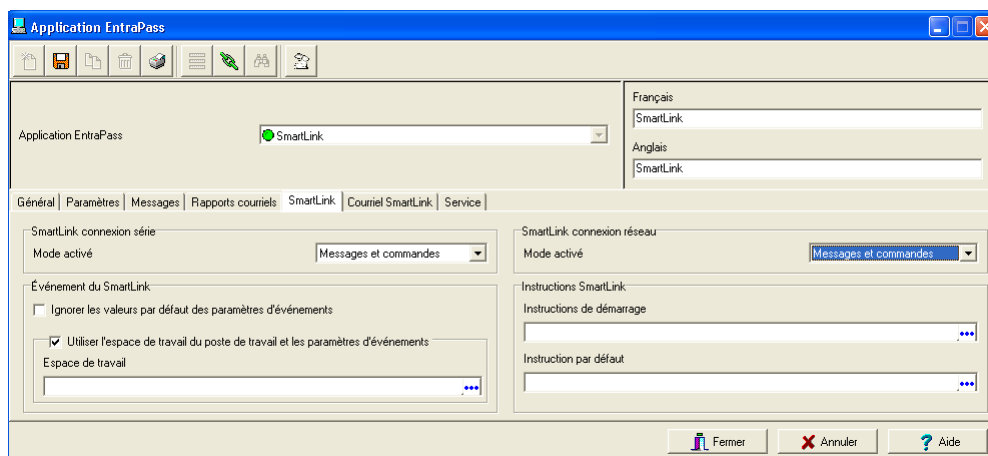 Application EntraPass
Français
SmartLink
Application EntraPass
SmartLink
Anglais
SmartLink
Général
Paramètres
Messages
Rapports courriels
SmartLink
Courriel SmartLink
Service
SmartLink connexion série
Mode activé
Messages et commandes
SmartLink connexion réseau
Mode activé
Messages et commandes
Événement du SmartLink
Ignorer les valeurs par défaut des paramètres d'événements
Utiliser l'espace de travail du poste de travail et les paramètres d'événements
Espace de travail
Instructions SmartLink
Instructions de démarrage
Instruction par défaut
Fermer
Annuler
Aide